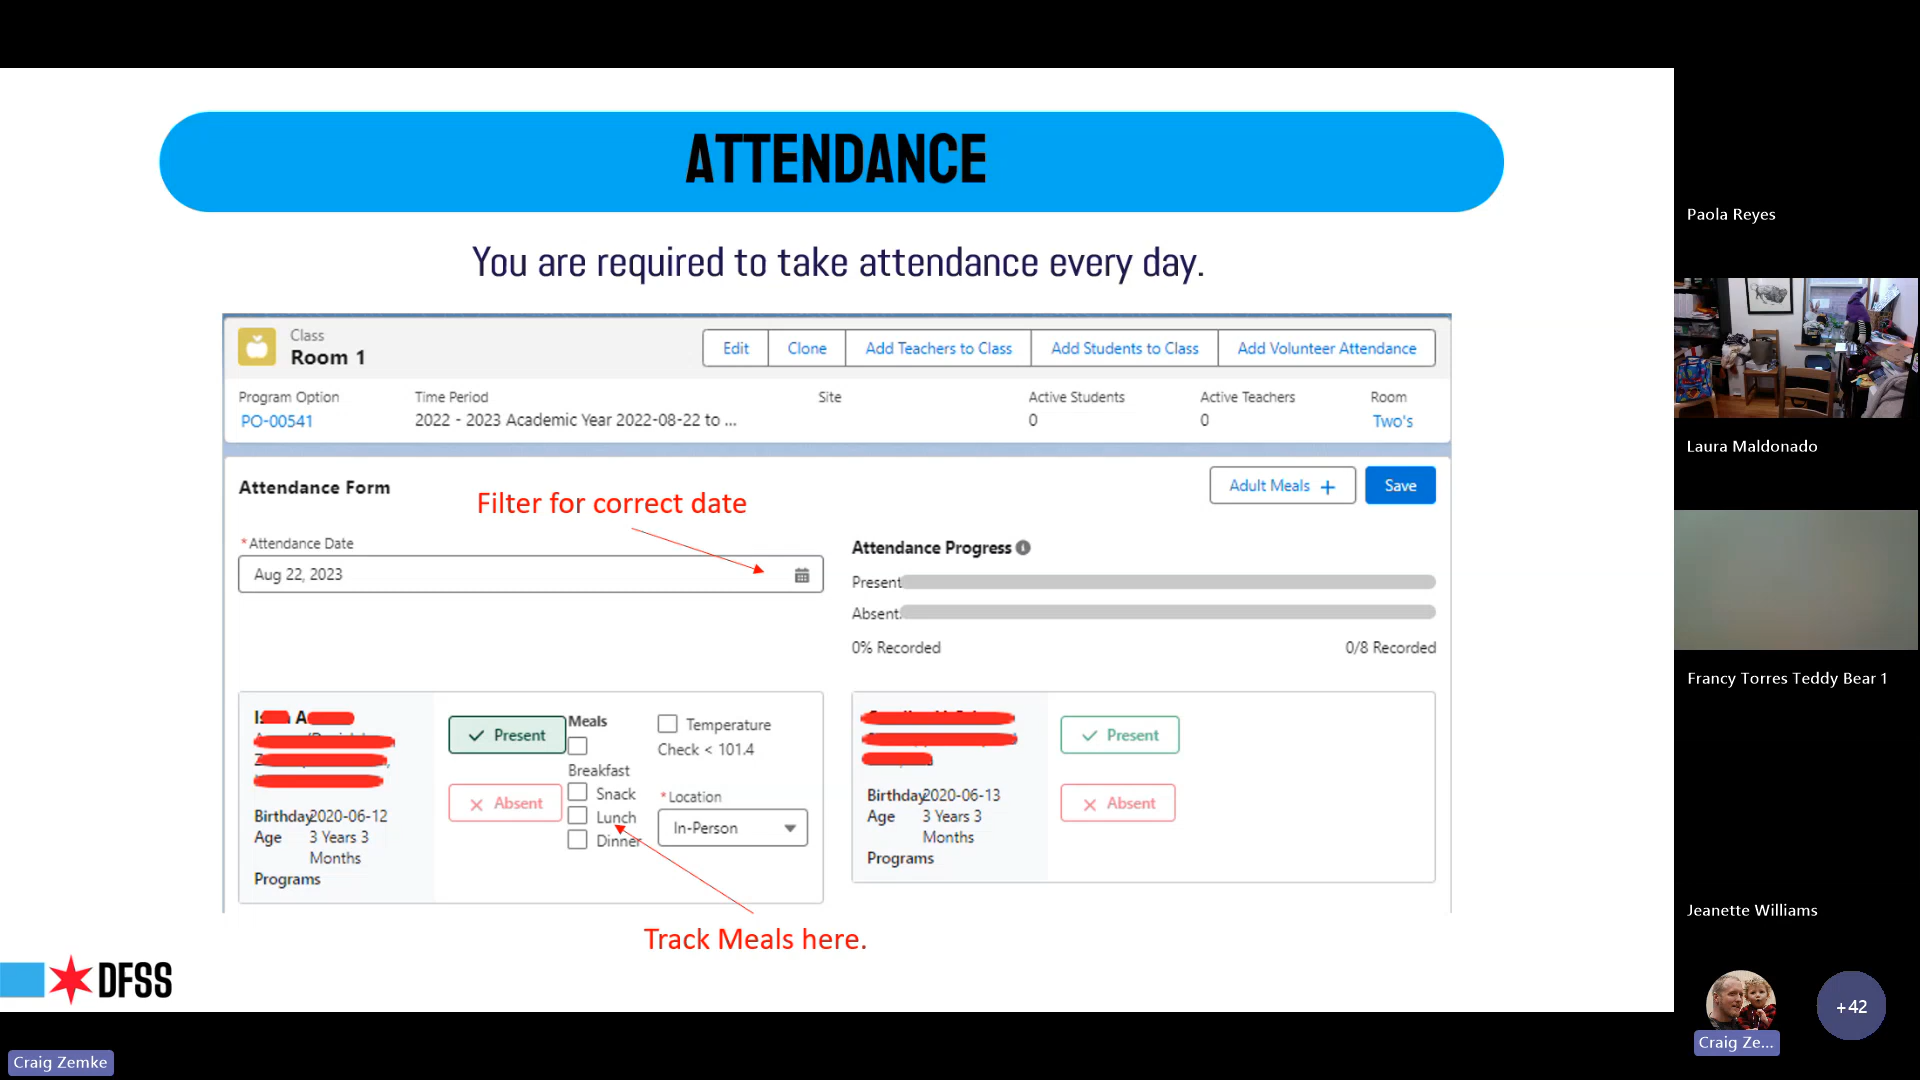 ATTENDANCE
You are required to take attendance every day.
Class
Room 1
Edit
Clone
Add Teachers to Class
Add Students to Class
Add Volunteer Attendance
Program Option
PO-00541
Time Period
2022 - 2023 Academic Year 2022-08-22 to ...
Site
Active Students
0
Active Teachers
0
Room
Two's
Attendance Form
Filter for correct date
Adult Meals +
Save
*Attendance Date
Aug 22, 2023
Attendance Progress
Present
Absent
0% Recorded
0/8 Recorded
Present
Absent
Meals
Breakfast
Snack
Lunch
Dinner
Temperature
Check < 101.4
*Location
In-Person
Birthday 2020-06-12
Age 3 Years 3
Months
Programs
Present
Absent
Birthday 2020-06-13
Age 3 Years 3
Months
Programs
Track Meals here.
DFSS
Paola Reyes
Laura Maldonado
Francy Torres Teddy Bear 1
Jeanette Williams
Craig Ze...
+42
Craig Zemke